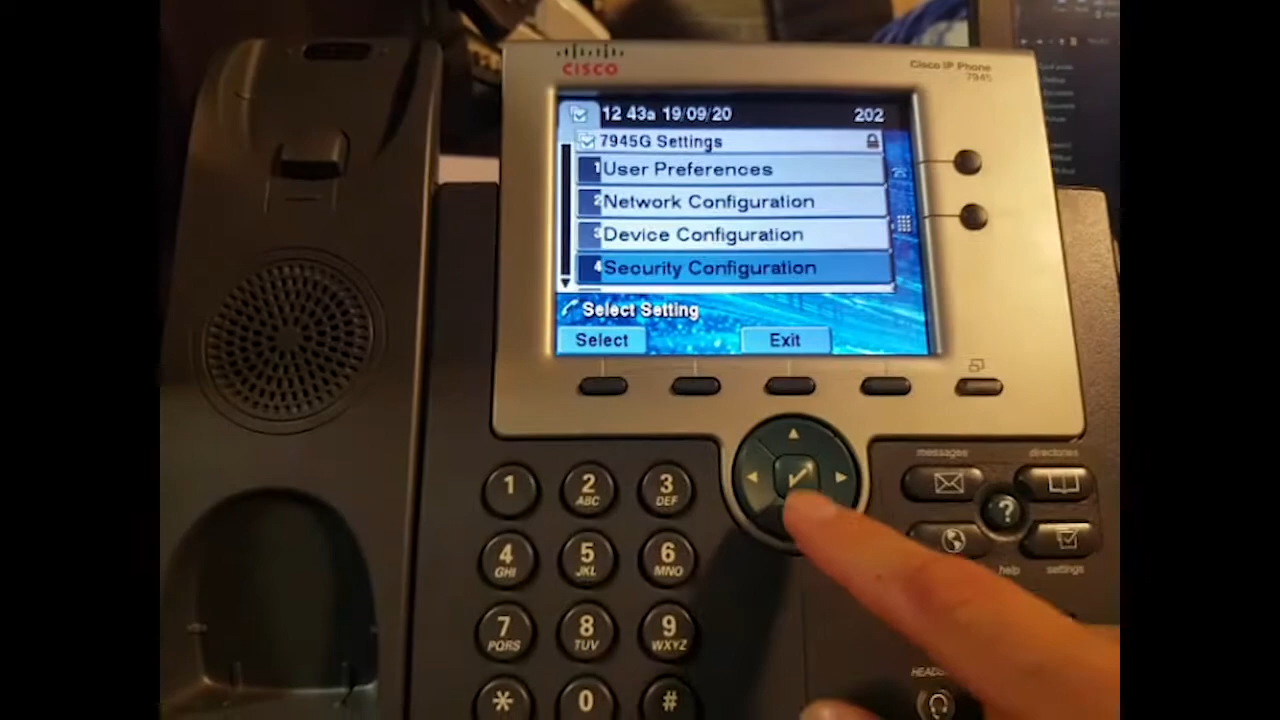 CISCO
Cisco IP Phone
7945
12 43a 19/09/20
202
7945G Settings
1 User Preferences
2 Network Configuration
3 Device Configuration
4 Security Configuration
Select Setting
Select
Exit
messages
directories
1
2
ABC
3
DEF
?
4
GHI
5
JKL
6
MNO
help
settings
7
PQRS
8
TUV
9
WXYZ
*
0
#